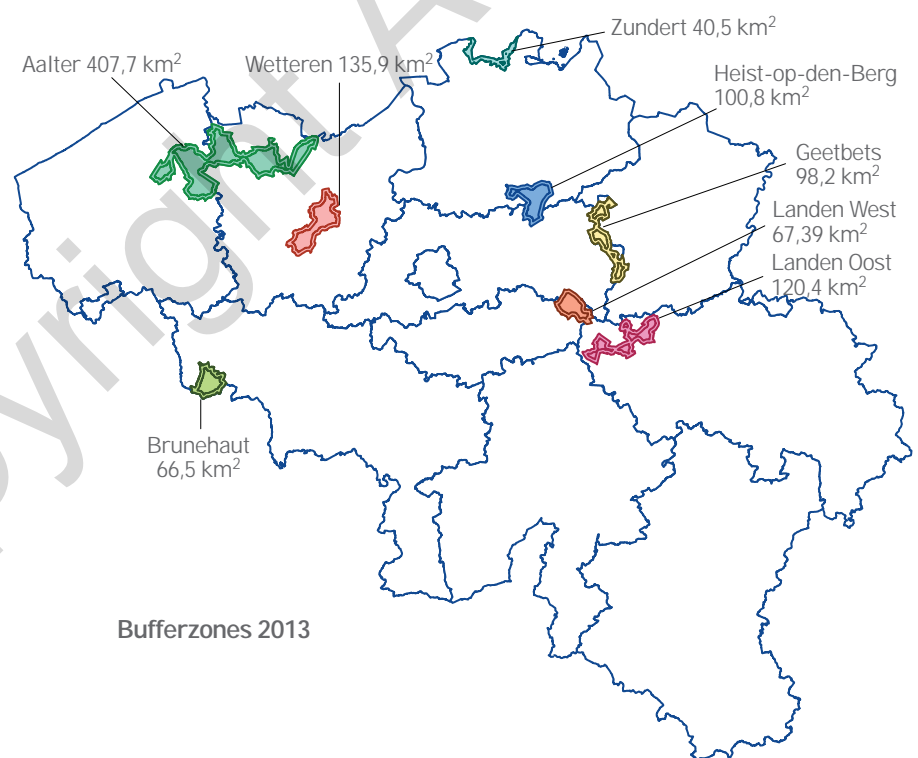 Zundert 40,5 km²
Aalter 407,7 km²
Wetteren 135,9 km²
Heist-op-den-Berg
100,8 km²
Geetbets
98,2 km²
Landen West
67,39 km²
Landen Oost
120,4 km²
Brunehaut
66,5 km²
Bufferzones 2013
pyright A